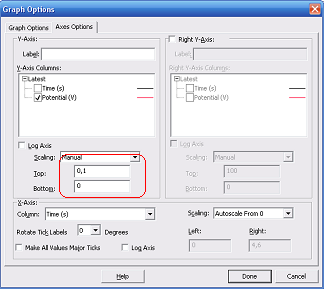 Graph Options
Graph Options Axes Options
Y-Axis:
Label:
Y-Axis Columns:
Latest
Time (s)
Potential (V)
Log Axis
Scaling: Manual
Top: 0,1
Bottom: 0
Right Y-Axis:
Label:
Right Y-Axis Columns:
Latest
Time (s)
Potential (V)
Log Axis
Scaling: Manual
Top: 100
Bottom: 0
X-Axis:
Column: Time (s)
Scaling: Autoscale From 0
Rotate Tick Labels 0 Degrees
Left: Right:
Make All Values Major Ticks Log Axis
0 4,6
Help Done Cancel